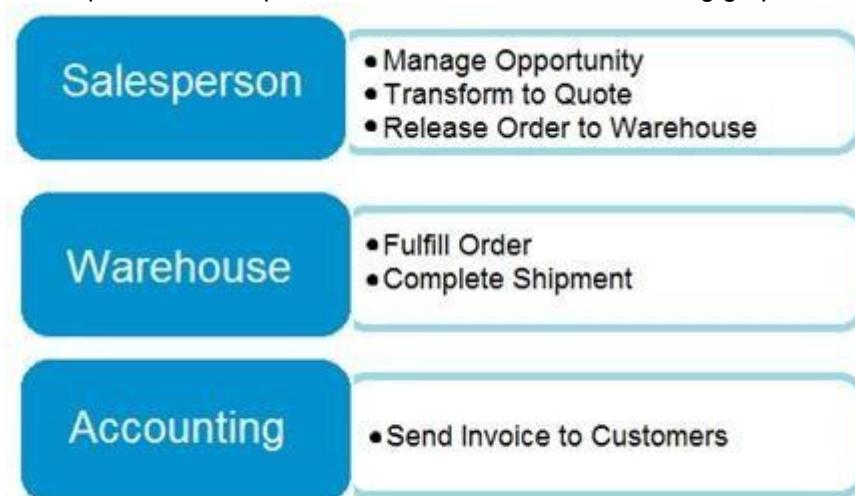 Salesperson
• Manage Opportunity
• Transform to Quote
• Release Order to Warehouse
Warehouse
• Fulfill Order
• Complete Shipment
Accounting
• Send Invoice to Customers